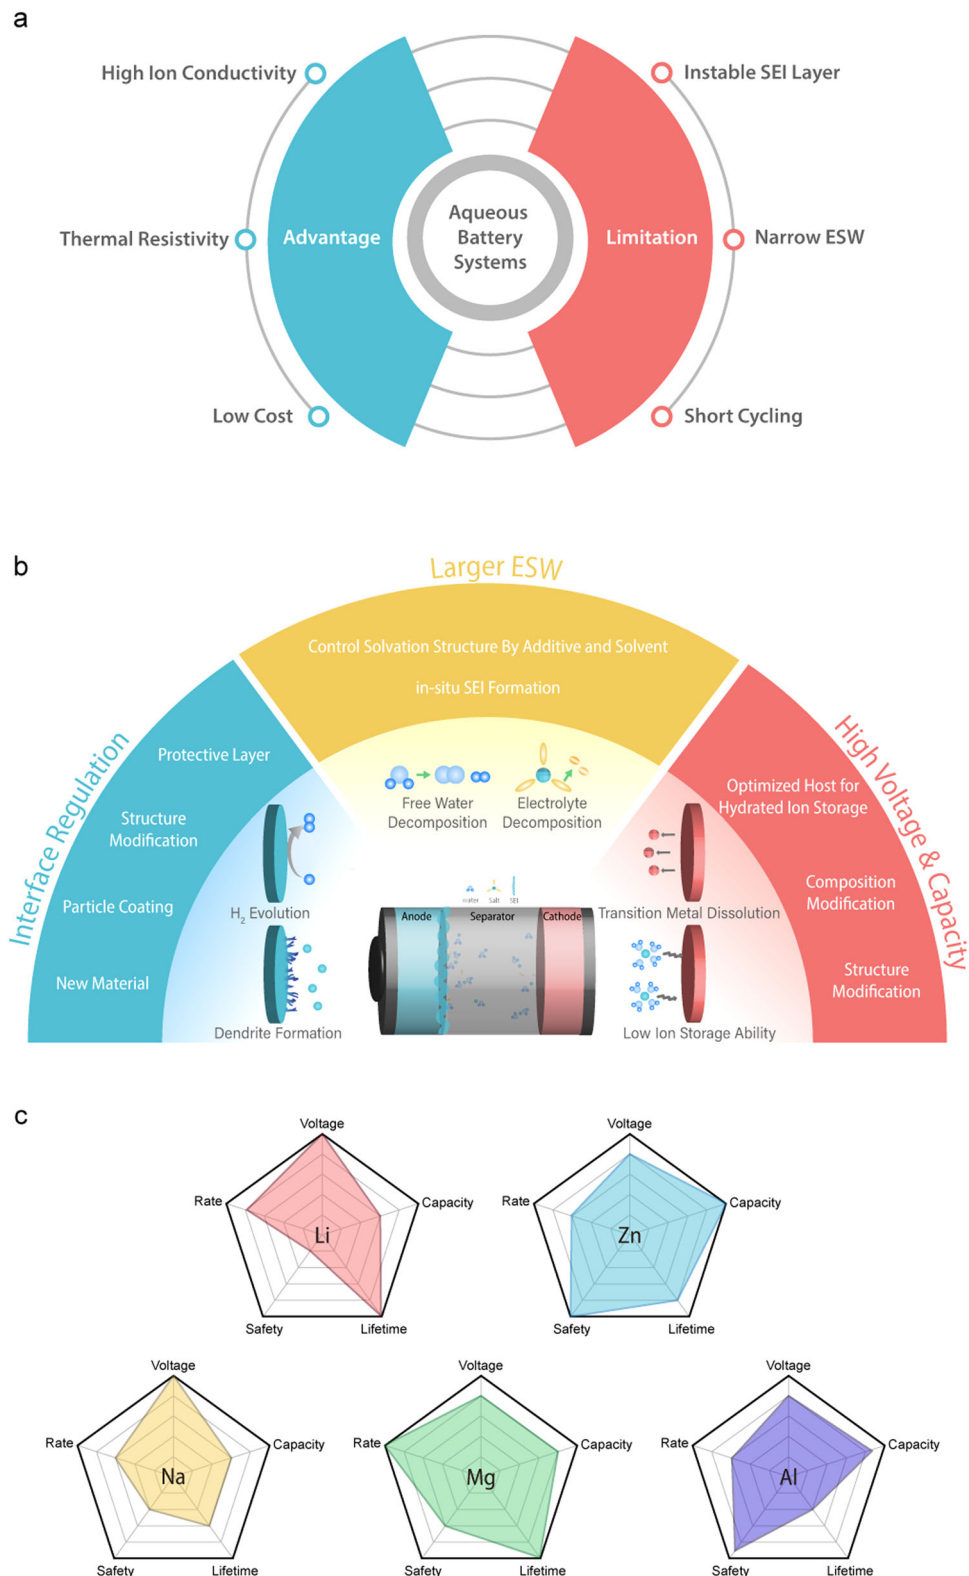 a
High Ion Conductivity
Instable SEI Layer
Thermal Resistivity
Advantage
Aqueous
Battery
Systems
Limitation
Narrow ESW
Low Cost
Short Cycling
b
Larger ESW
Control Solvation Structure By Additive and Solvent
in-situ SEI Formation
Interface Regulation
Protective Layer
Structure
Modification
Particle Coating
New Material
High Voltage & Capacity
Optimized Host for
Hydrated Ion Storage
Composition
Modification
Structure
Modification
Free Water
Decomposition
Electrolyte
Decomposition
H2 Evolution
Dendrite Formation
water
Salt
SEI
Anode
Separator
Cathode
Transition Metal Dissolution
Low Ion Storage Ability
c
Voltage
Rate
Capacity
Li
Safety
Lifetime
Voltage
Rate
Capacity
Zn
Safety
Lifetime
Voltage
Rate
Capacity
Na
Safety
Lifetime
Voltage
Rate
Capacity
Mg
Safety
Lifetime
Voltage
Rate
Capacity
Al
Safety
Lifetime